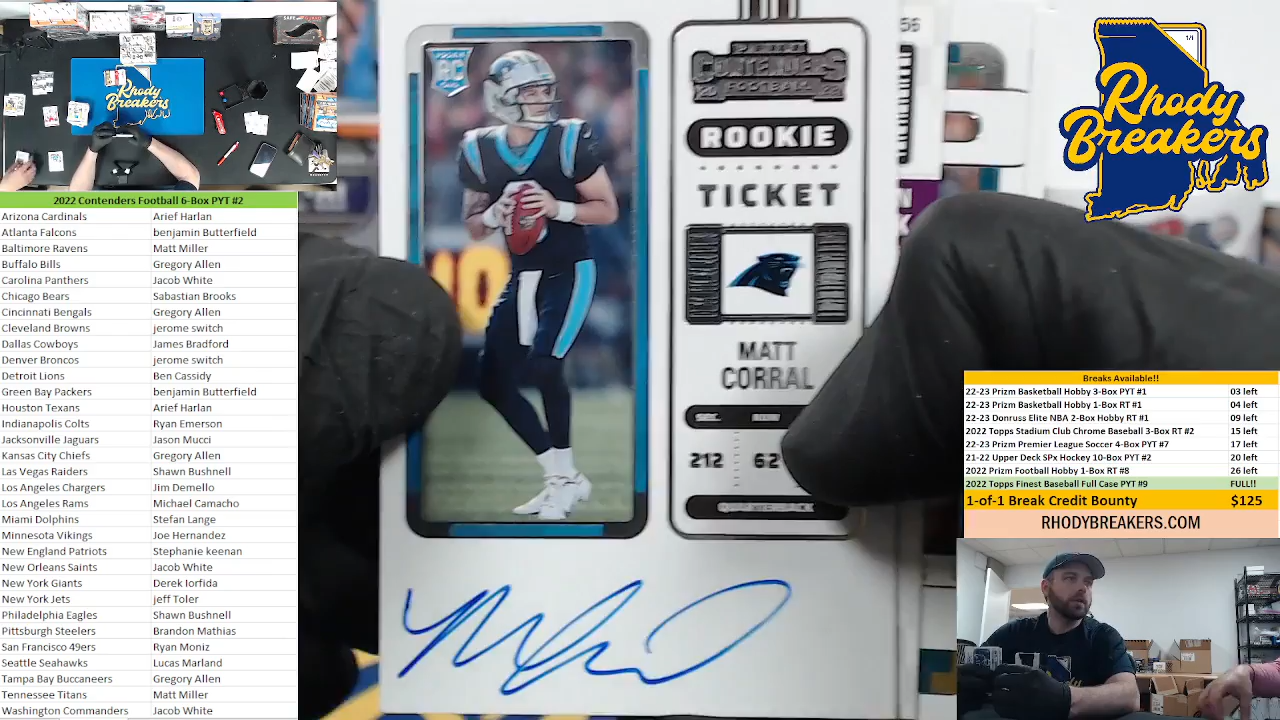 Rhody
Breakers
2022 Contenders Football 6-Box PYT #2
Arizona Cardinals Arief Harlan
Atlanta Falcons benjamin Butterfield
Baltimore Ravens Matt Miller
Buffalo Bills Gregory Allen
Carolina Panthers Jacob White
Chicago Bears Sabastian Brooks
Cincinnati Bengals Gregory Allen
Cleveland Browns jerome switch
Dallas Cowboys James Bradford
Denver Broncos jerome switch
Detroit Lions Ben Cassidy
Green Bay Packers benjamin Butterfield
Houston Texans Arief Harlan
Indianapolis Colts Ryan Emerson
Jacksonville Jaguars Jason Mucci
Kansas City Chiefs Gregory Allen
Las Vegas Raiders Shawn Bushnell
Los Angeles Chargers Jim Demello
Los Angeles Rams Michael Camacho
Miami Dolphins Stefan Lange
Minnesota Vikings Joe Hernandez
New England Patriots Stephanie keenan
New Orleans Saints Jacob White
New York Giants Derek Iorfida
New York Jets jeff Toler
Philadelphia Eagles Shawn Bushnell
Pittsburgh Steelers Brandon Mathias
San Francisco 49ers Ryan Moniz
Seattle Seahawks Lucas Marland
Tampa Bay Buccaneers Gregory Allen
Tennessee Titans Matt Miller
Washington Commanders Jacob White
RC
PANINI
CONTENDERS
20 FOOTBALL 22
ROOKIE
TICKET
MATT
CORRAL
SEC. ROW
212 62
QUARTERBACK
56
1/1
Rhody
Breakers
Breaks Available!!
22-23 Prizm Basketball Hobby 3-Box PYT #1 03 left
22-23 Prizm Basketball Hobby 1-Box RT #1 04 left
22-23 Donruss Elite NBA 2-Box Hobby RT #1 09 left
2022 Topps Stadium Club Chrome Baseball 3-Box RT #2 15 left
22-23 Prizm Premier League Soccer 4-Box PYT #7 17 left
21-22 Upper Deck SPx Hockey 10-Box PYT #2 20 left
2022 Prizm Football Hobby 1-Box RT #8 26 left
2022 Topps Finest Baseball Full Case PYT #9 FULL!!
1-of-1 Break Credit Bounty $125
RHODYBREAKERS.COM